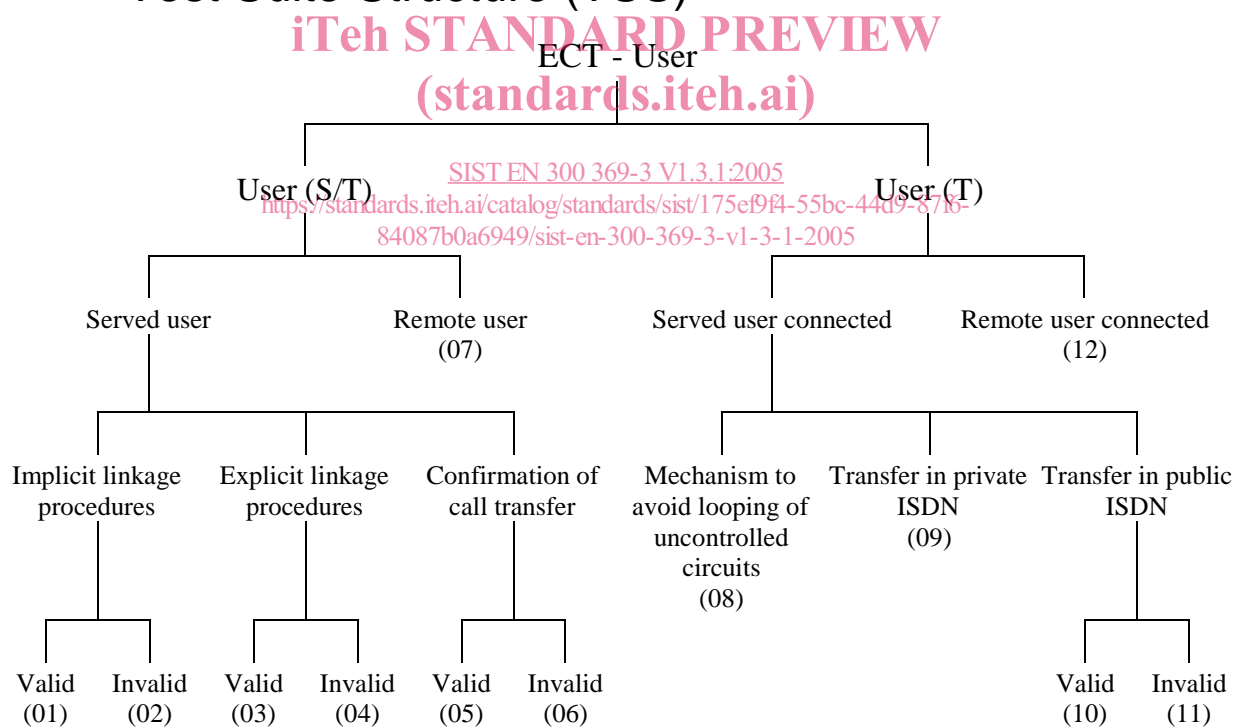 Test Suite Structure (TSS)
iTeh STANDARD PREVIEW
ECT - User
(standards.iteh.ai)
SIST EN 300 369-3 V1.3.1:2005
User (S/T)
User (T)
https://standards.iteh.ai/catalog/standards/sist/175ef9f4-55bc-44d9-87f6-
84087b0a6949/sist-en-300-369-3-v1-3-1-2005
Served user
Remote user
(07)
Served user connected
Remote user connected
(12)
Implicit linkage
procedures
Explicit linkage
procedures
Confirmation of
call transfer
Mechanism to
avoid looping of
uncontrolled
circuits
(08)
Transfer in private
ISDN
(09)
Transfer in public
ISDN
Valid
(01)
Invalid
(02)
Valid
(03)
Invalid
(04)
Valid
(05)
Invalid
(06)
Valid
(10)
Invalid
(11)